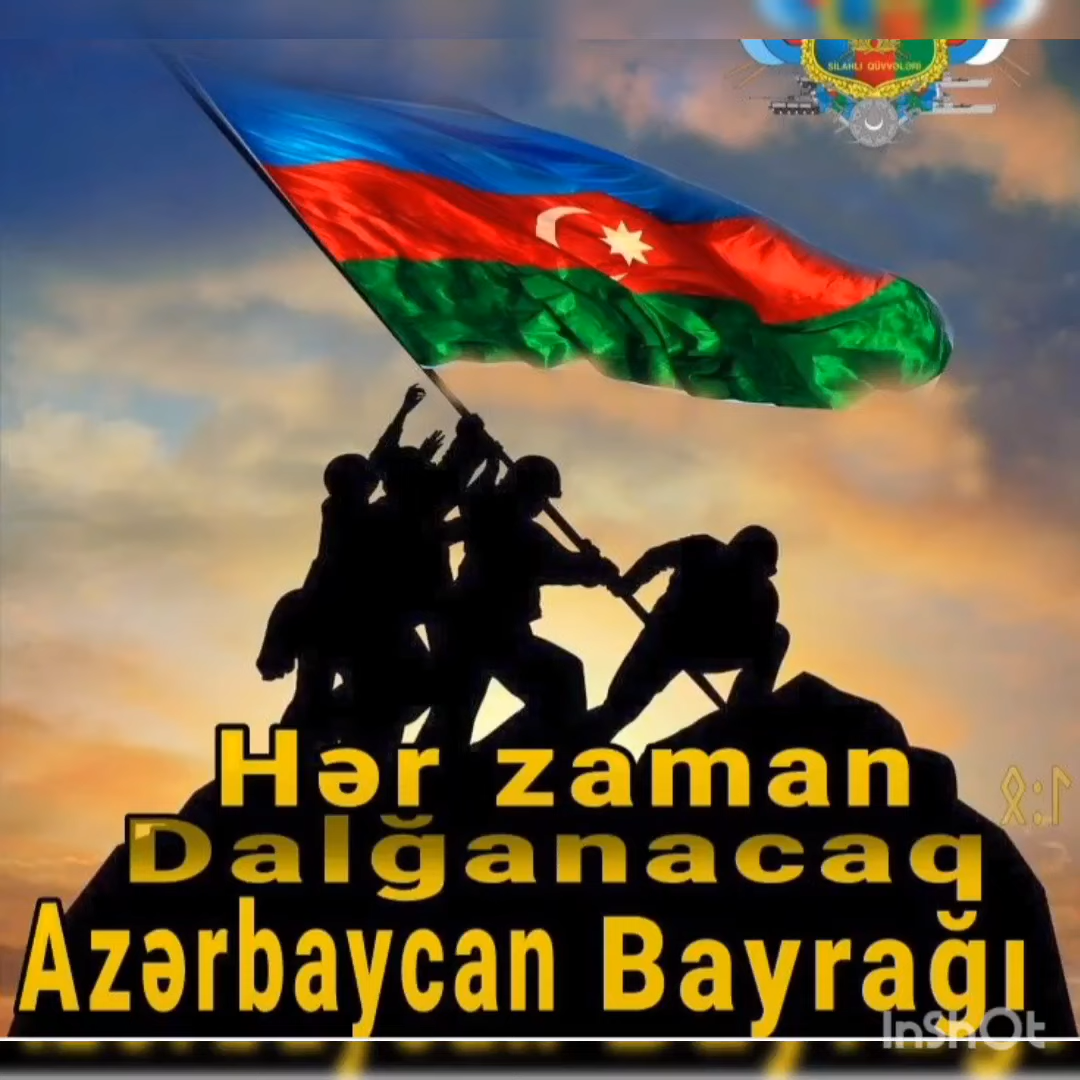 SİLAHLI QÜVVƏLƏRİ
Hər zaman
Dalğanacaq
Azərbaycan Bayrağı
InShOt